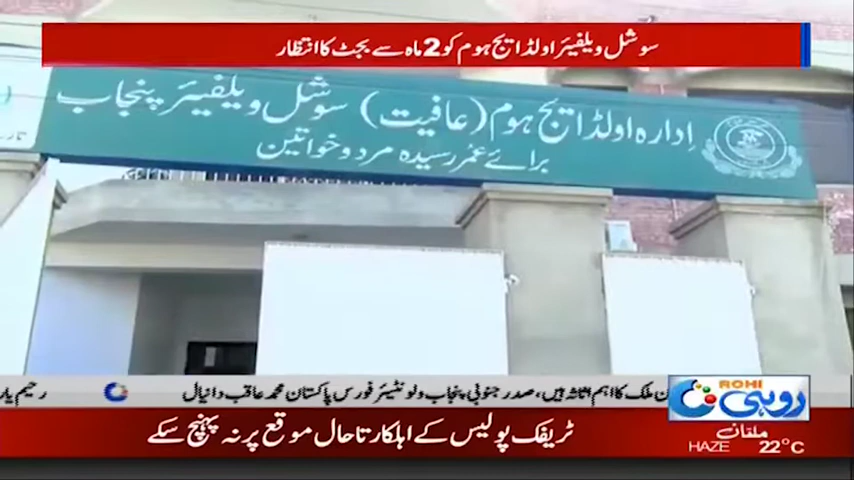 سوشل ویلفیئر اولڈ ایج ہوم کو 2 ماہ سے بجٹ کا انتظار
ادارہ اولڈ ایج ہوم (عافیت) سوشل ویلفیئر پنجاب
برائے عمر رسیدہ مرد و خواتین
ن ملک کا اہم اثاثہ ہیں، صدر جنوبی پنجاب ولونٹیئر فورس پاکستان محمد عاقب دانیال
رحیم یار
ROHI
روہی
ٹریفک پولیس کے اہلکار تاحال موقع پر نہ پہنچ سکے
ملتان
HAZE 22°C